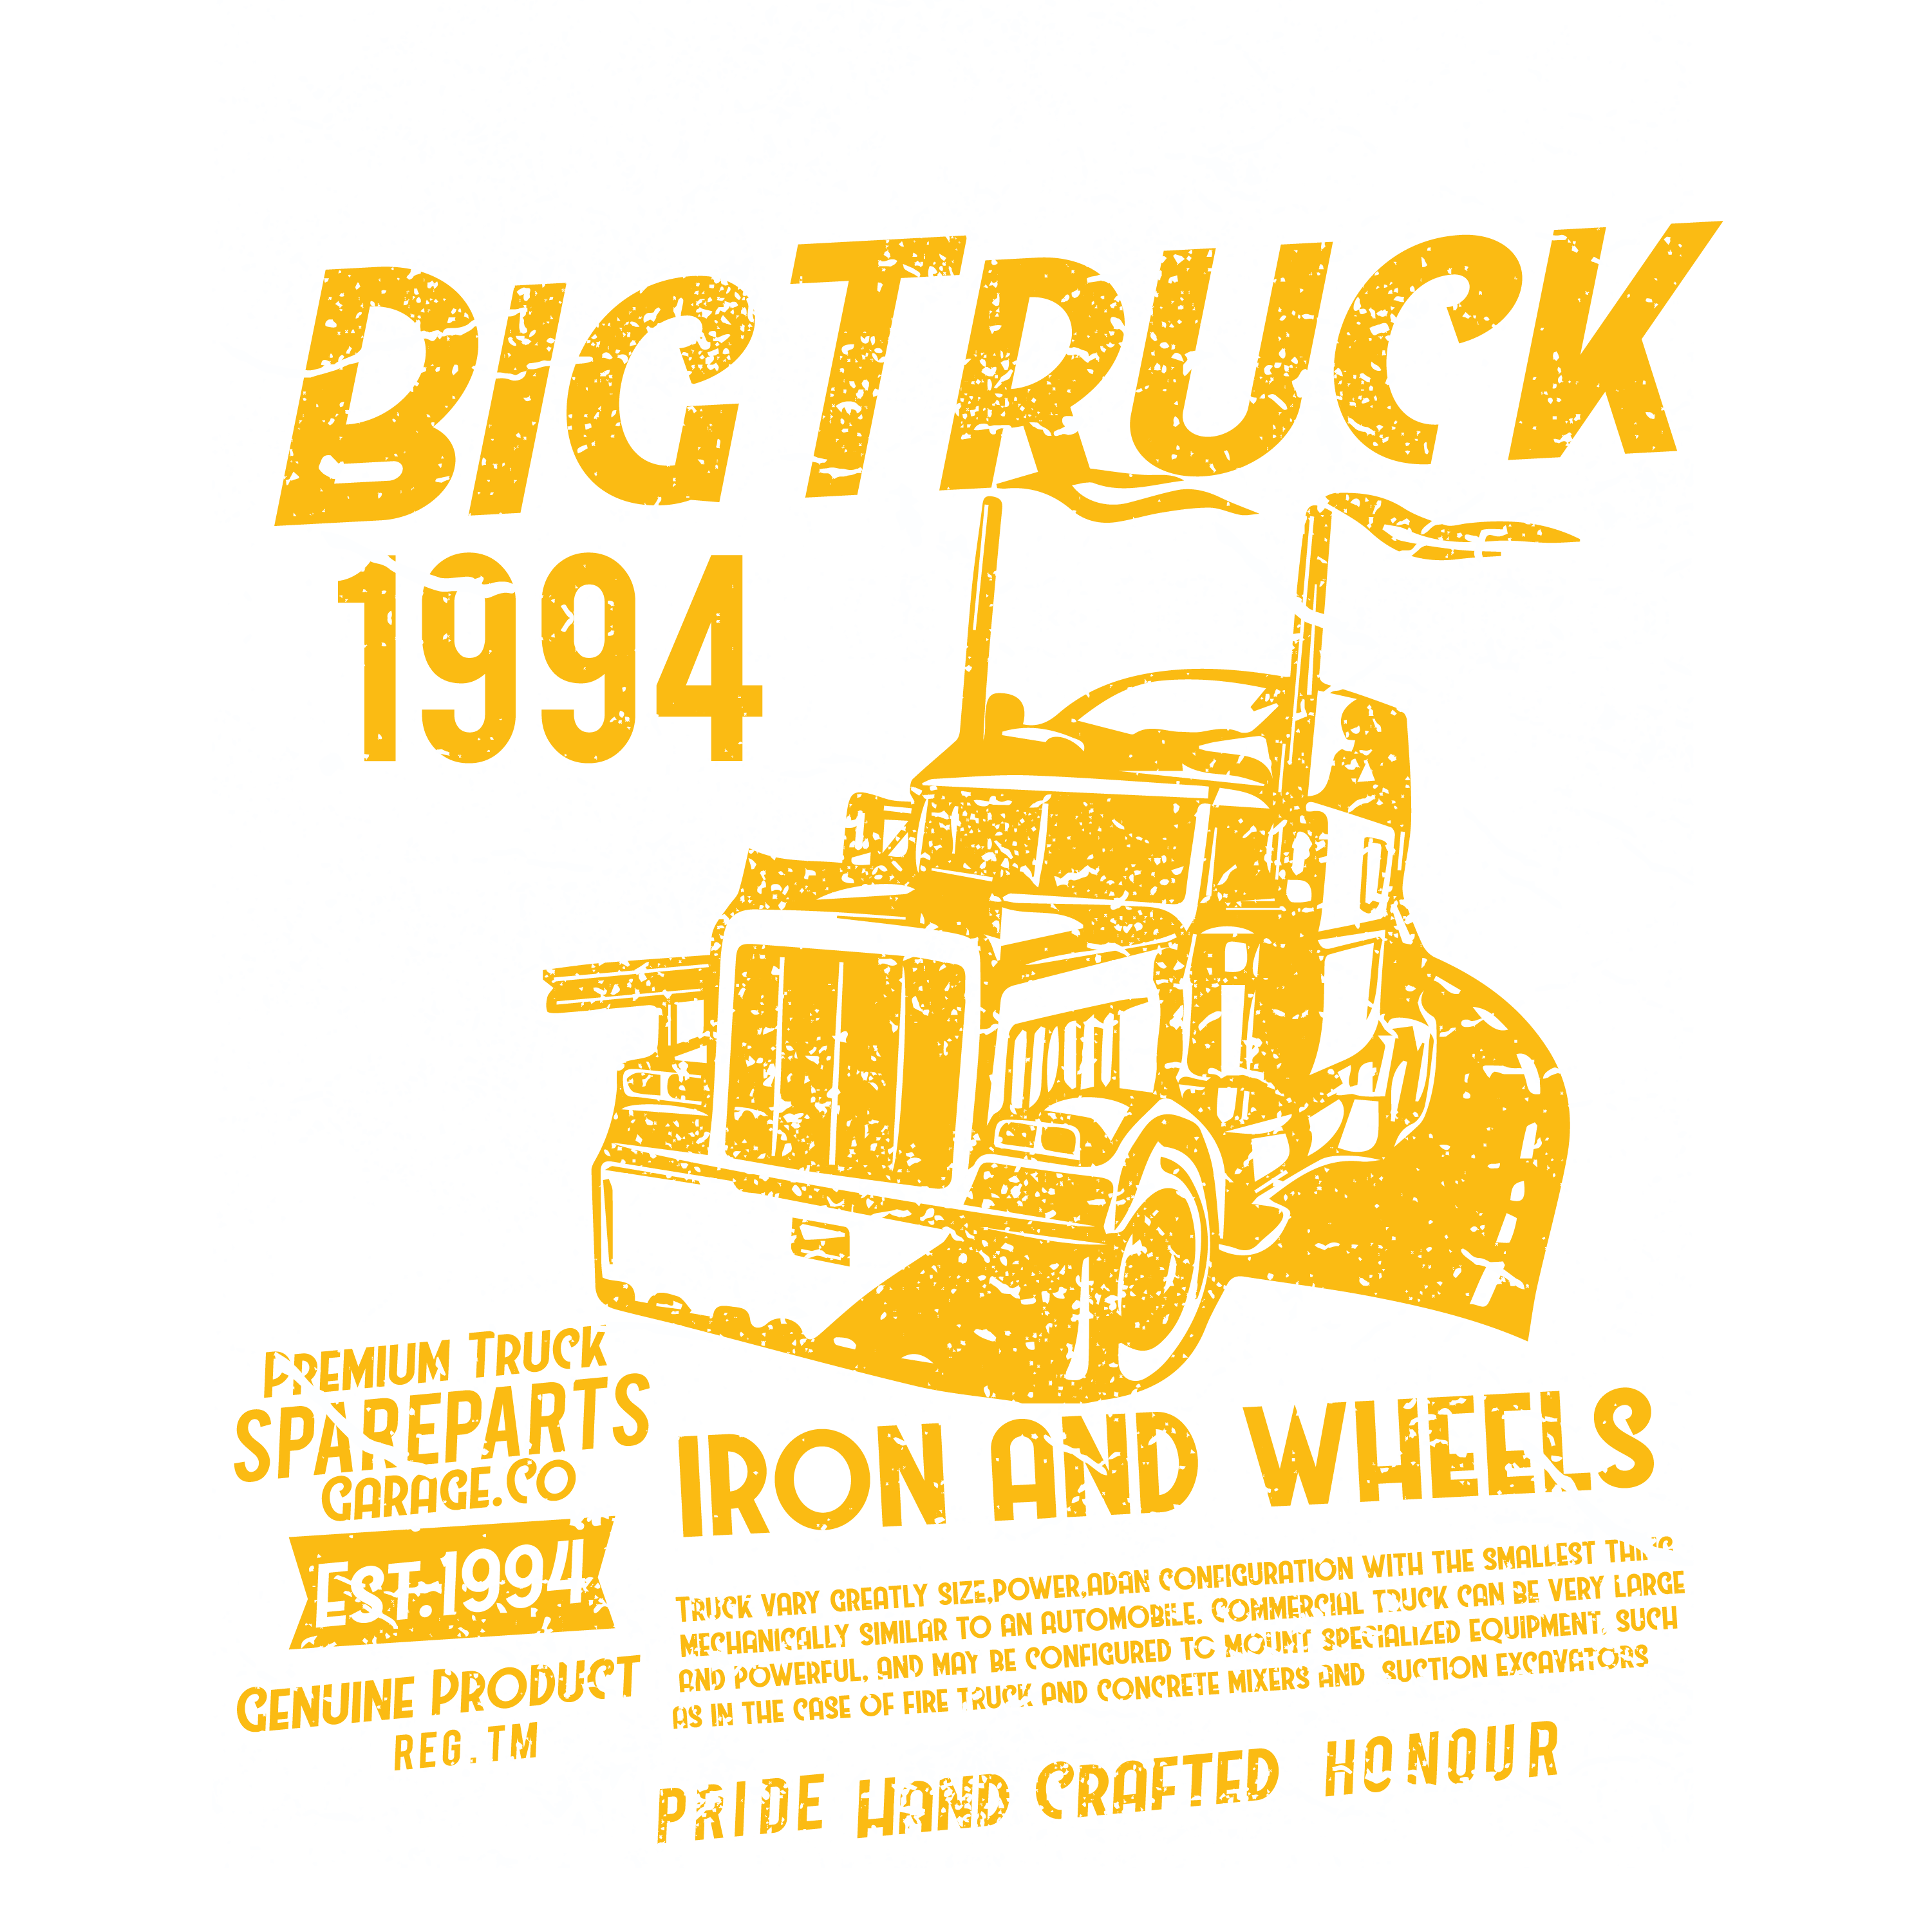 BIG TRUCK
1994
PREMIUM TRUCK
SPAREPARTS
GARAGE.CO
EST.1994
GENUINE PRODUCT
REG.TM
IRON AND WHEELS
TRUCK VARY GREATLY SIZE,POWER,ADAN CONFIGURATION WITH THE SMALLEST THING
MECHANICALLY SIMILAR TO AN AUTOMOBILE. COMMERCIAL TRUCK CAN BE VERY LARGE
AND POWERFUL, AND MAY BE CONFIGURED TO MOUNT SPECIALIZED EQUIPMENT, SUCH
AS IN THE CASE OF FIRE TRUCK AND CONCRETE MIXERS AND SUCTION EXCAVATORS
PRIDE HAND CRAFTED HONOUR